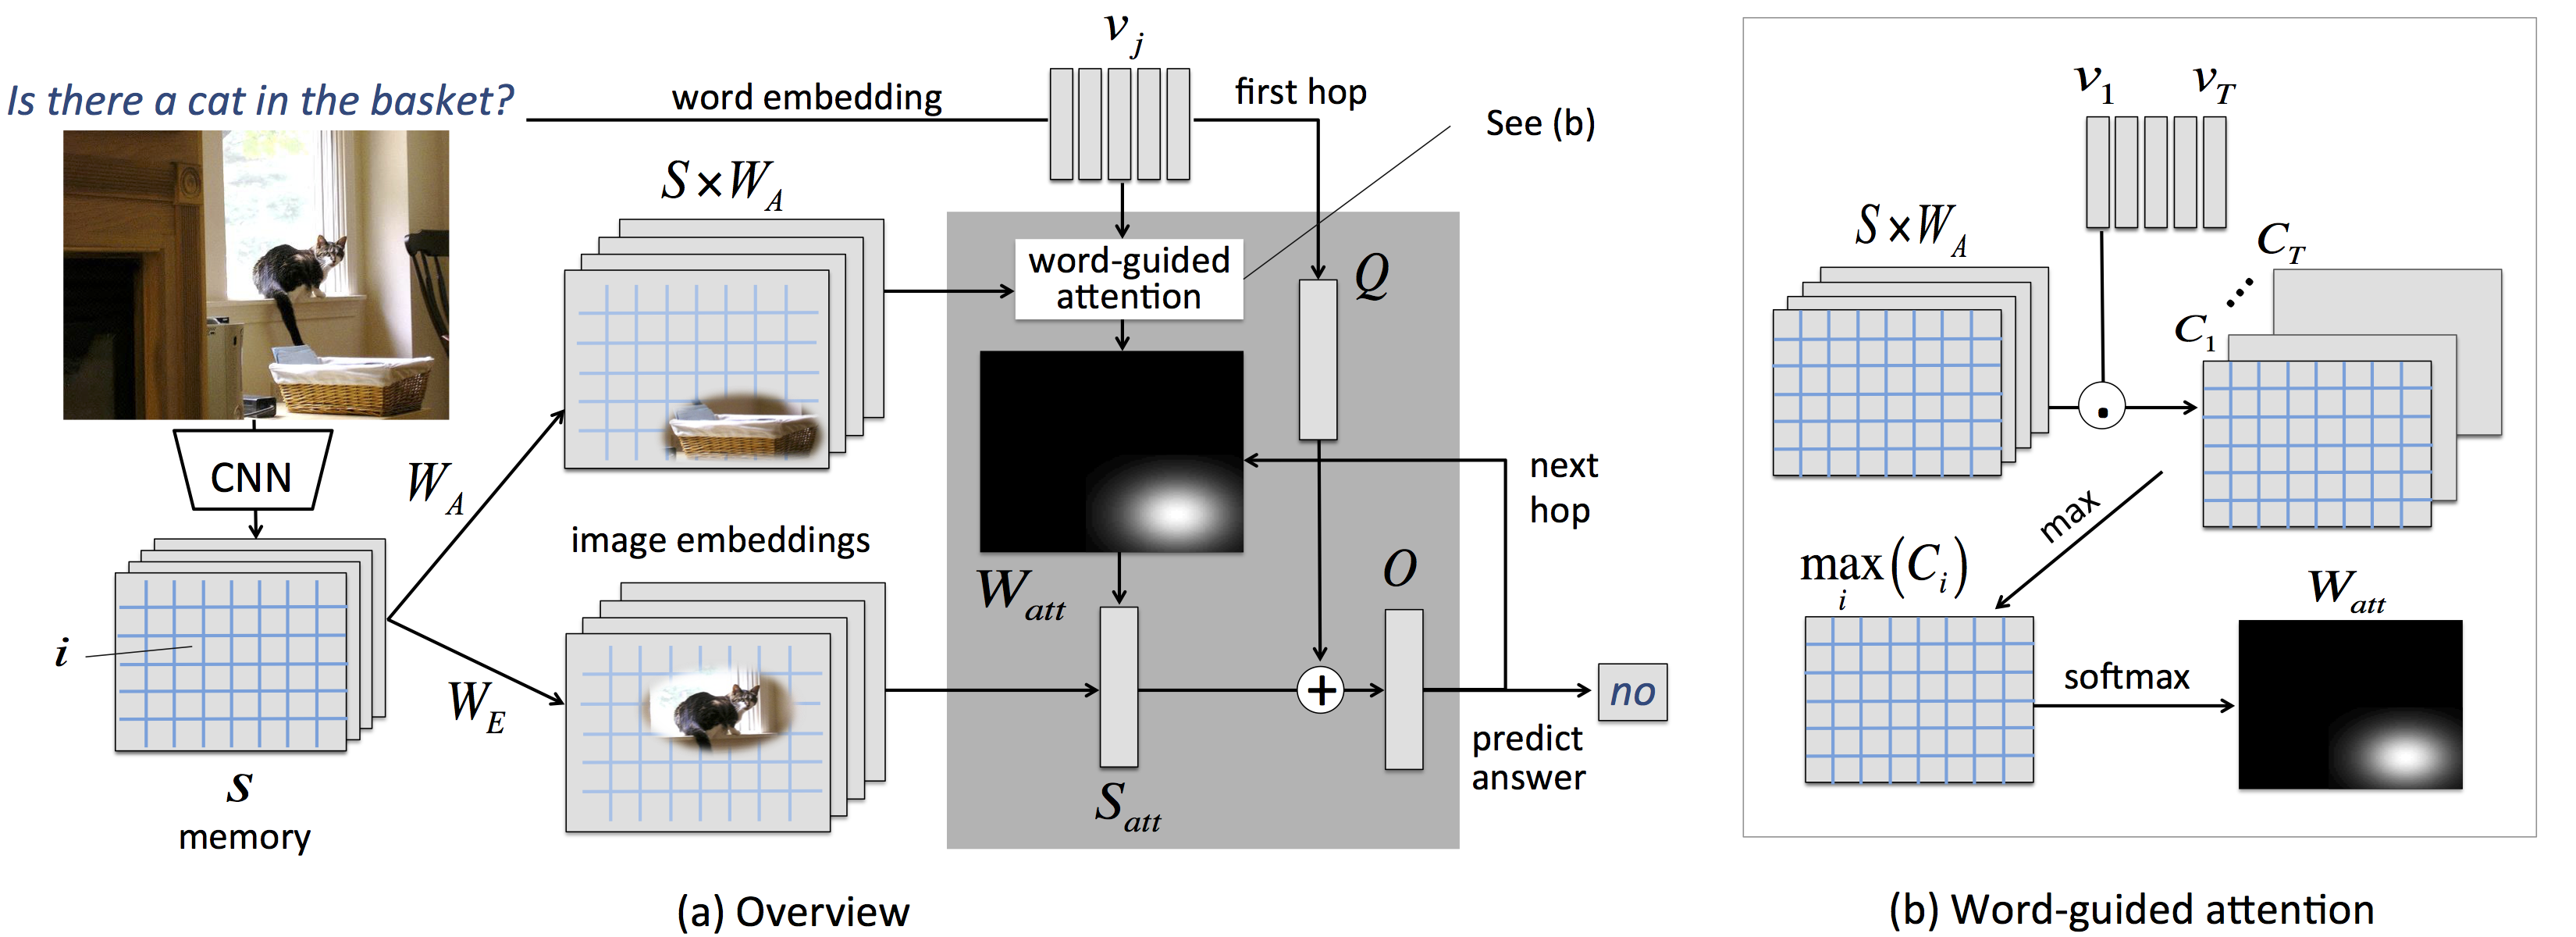 Is there a cat in the basket?
word embedding
v_j
first hop
See (b)
S×W_A
word-guided
attention
Q
CNN
W_A
image embeddings
W_att
next
hop
O
i
W_E
no
predict
answer
S_att
S
memory
(a) Overview
v_1
v_T
S×W_A
C_T
C_1
max
max_i(C_i)
W_att
softmax
(b) Word-guided attention